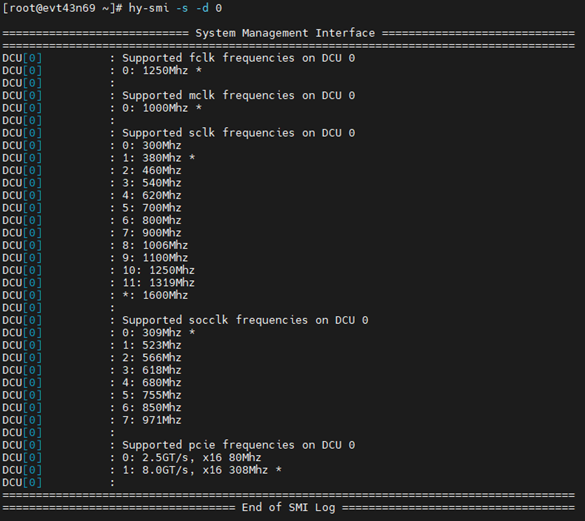 [root@evt43n69 ~]# hy-smi -s -d 0
============================ System Management Interface =============================
======================================================================================
DCU[0] : Supported fclk frequencies on DCU 0
DCU[0] : 0: 1250Mhz *
DCU[0] :
DCU[0] : Supported mclk frequencies on DCU 0
DCU[0] : 0: 1000Mhz *
DCU[0] :
DCU[0] : Supported sclk frequencies on DCU 0
DCU[0] : 0: 300Mhz
DCU[0] : 1: 380Mhz *
DCU[0] : 2: 460Mhz
DCU[0] : 3: 540Mhz
DCU[0] : 4: 620Mhz
DCU[0] : 5: 700Mhz
DCU[0] : 6: 800Mhz
DCU[0] : 7: 900Mhz
DCU[0] : 8: 1006Mhz
DCU[0] : 9: 1100Mhz
DCU[0] : 10: 1250Mhz
DCU[0] : 11: 1319Mhz
DCU[0] : *: 1600Mhz
DCU[0] :
DCU[0] : Supported socclk frequencies on DCU 0
DCU[0] : 0: 309Mhz *
DCU[0] : 1: 523Mhz
DCU[0] : 2: 566Mhz
DCU[0] : 3: 618Mhz
DCU[0] : 4: 680Mhz
DCU[0] : 5: 755Mhz
DCU[0] : 6: 850Mhz
DCU[0] : 7: 971Mhz
DCU[0] :
DCU[0] : Supported pcie frequencies on DCU 0
DCU[0] : 0: 2.5GT/s, x16 80Mhz
DCU[0] : 1: 8.0GT/s, x16 308Mhz *
DCU[0] :
======================================================================================
=================================== End of SMI Log ===================================